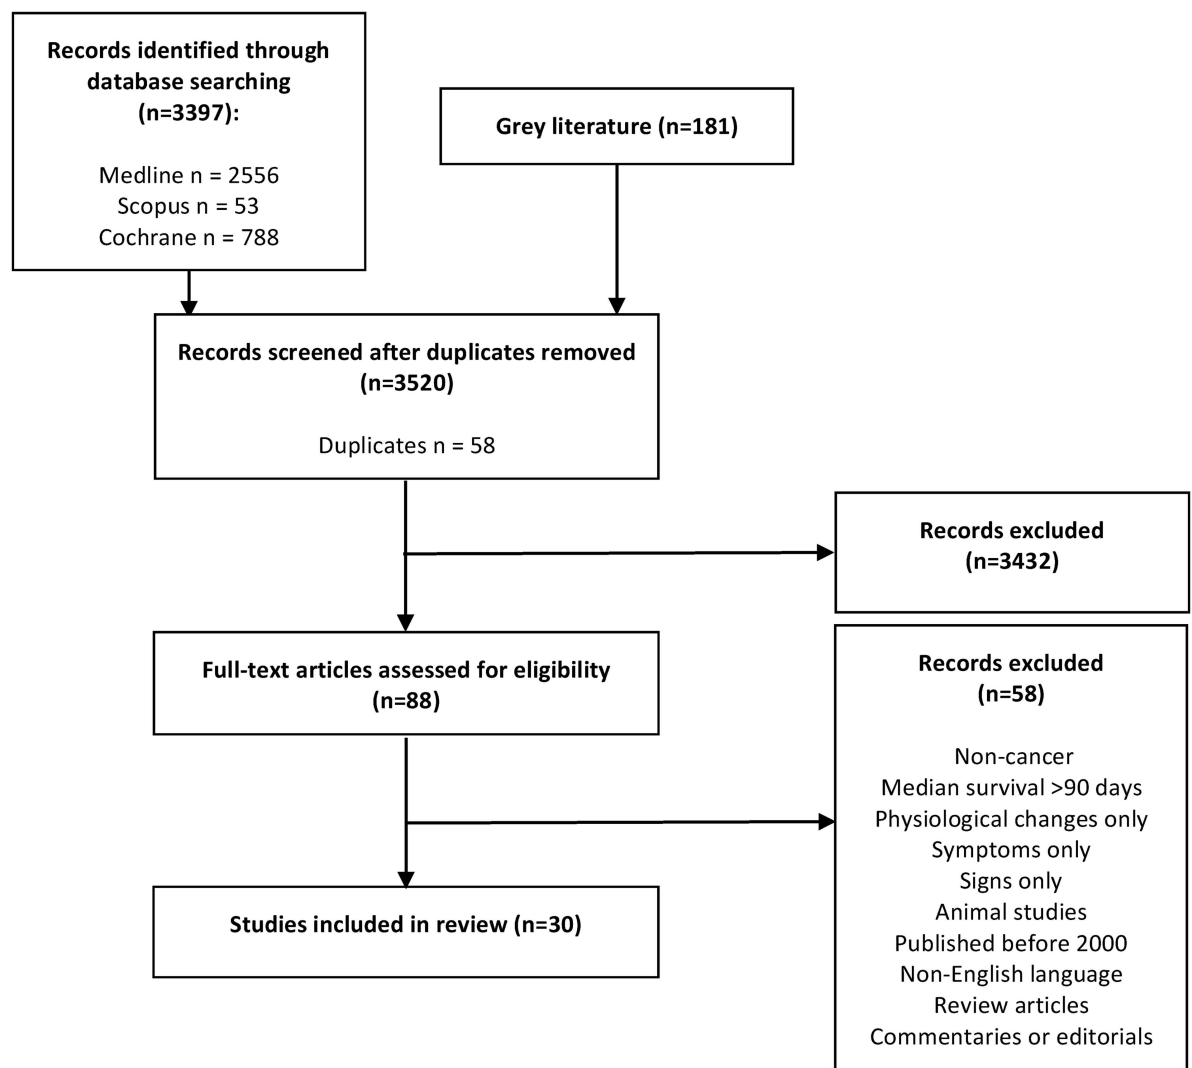 Records identified through
database searching
(n=3397):
Medline n = 2556
Scopus n = 53
Cochrane n = 788
Grey literature (n=181)
Records screened after duplicates removed
(n=3520)
Duplicates n = 58
Records excluded
(n=3432)
Full-text articles assessed for eligibility
(n=88)
Records excluded
(n=58)
Non-cancer
Median survival >90 days
Physiological changes only
Symptoms only
Signs only
Animal studies
Published before 2000
Non-English language
Review articles
Commentaries or editorials
Studies included in review (n=30)